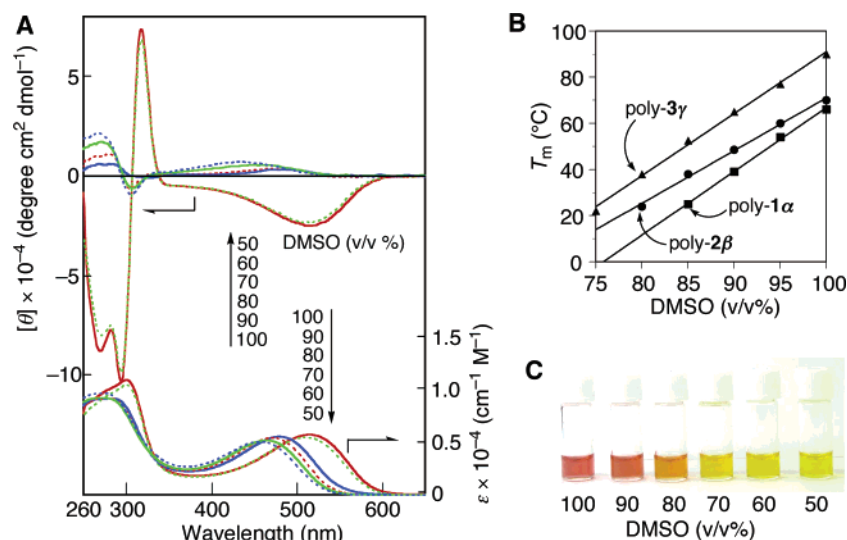 A
[θ] × 10⁻⁴ (degree cm² dmol⁻¹)
5
0
−5
−10
DMSO (v/v %)
50
60
70
80
90
100
100
90
80
70
60
50
1.5
1.0
0.5
0
ε × 10⁻⁴ (cm⁻¹ M⁻¹)
260 300 400 500 600
Wavelength (nm)
B
Tm (°C)
100
80
60
40
20
0
poly-3γ
poly-1α
poly-2β
75 80 85 90 95 100
DMSO (v/v%)
C
100 90 80 70 60 50
DMSO (v/v%)